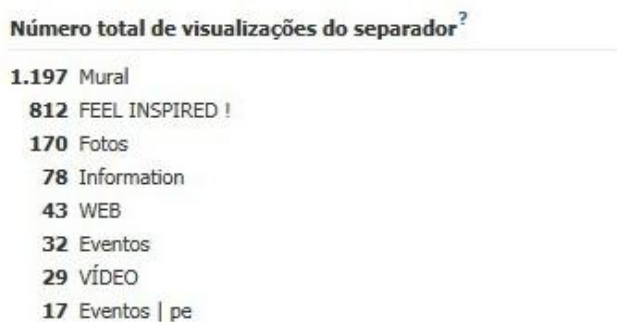 Número total de visualizações do separador?
1.197 Mural
812 FEEL INSPIRED !
170 Fotos
78 Information
43 WEB
32 Eventos
29 VÍDEO
17 Eventos | pe